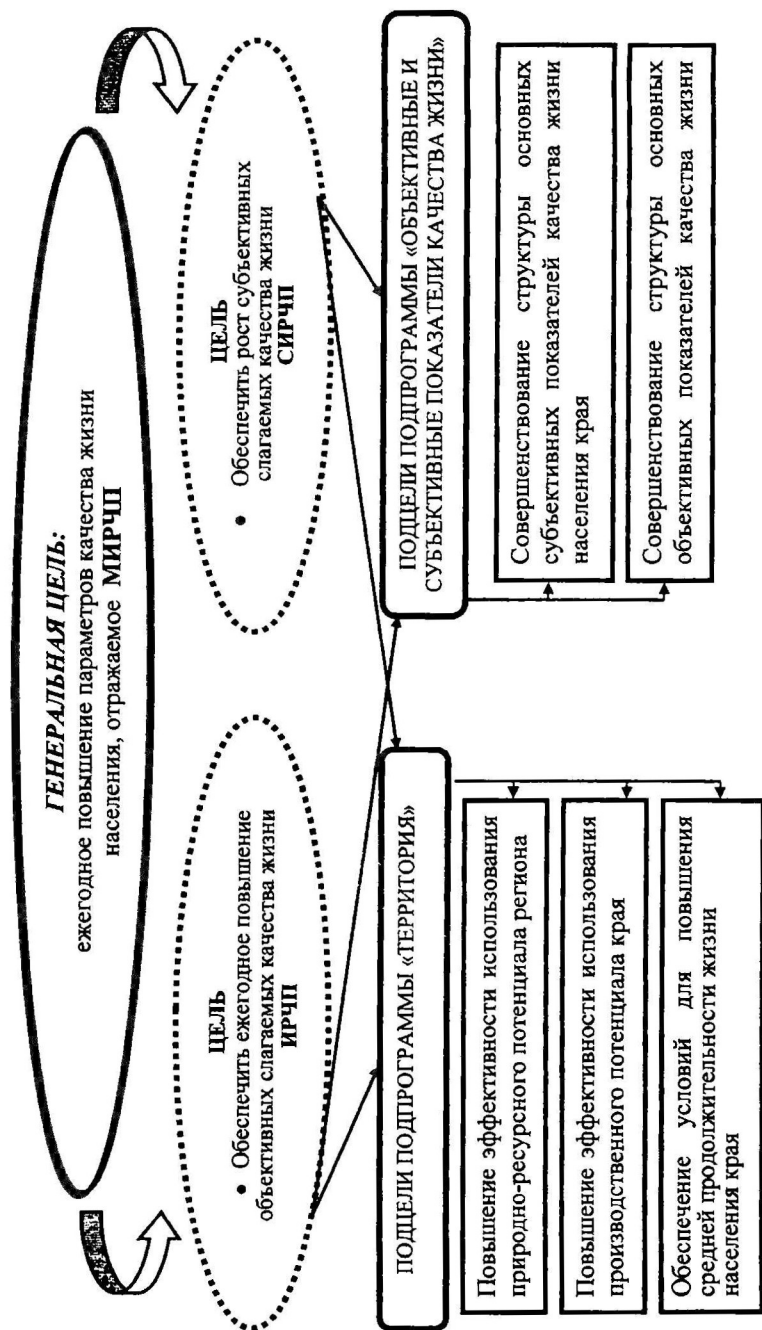 ГЕНЕРАЛЬНАЯ ЦЕЛЬ:
ежегодное повышение параметров качества жизни
населения, отражаемое МИРЧП
ЦЕЛЬ
• Обеспечить ежегодное повышение
объективных слагаемых качества жизни
ИРЧП
ЦЕЛЬ
• Обеспечить рост субъективных
слагаемых качества жизни
СИРЧП
ПОДЦЕЛИ ПОДПРОГРАММЫ «ТЕРРИТОРИЯ»
Повышение эффективности использования
природно-ресурсного потенциала региона
Повышение эффективности использования
производственного потенциала края
Обеспечение условий для повышения
средней продолжительности жизни
населения края
ПОДЦЕЛИ ПОДПРОГРАММЫ «ОБЪЕКТИВНЫЕ И
СУБЪЕКТИВНЫЕ ПОКАЗАТЕЛИ КАЧЕСТВА ЖИЗНИ»
Совершенствование структуры основных
субъективных показателей качества жизни
населения края
Совершенствование структуры основных
объективных показателей качества жизни